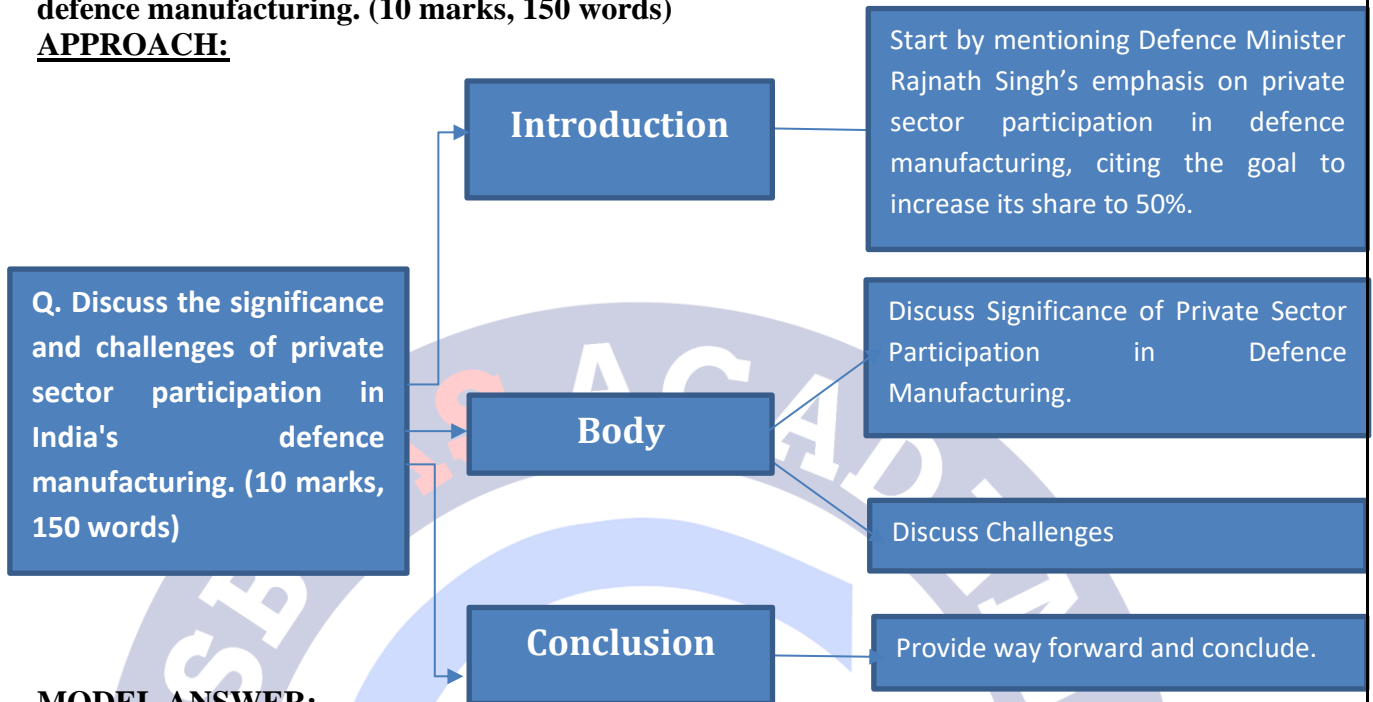 defence manufacturing. (10 marks, 150 words)
APPROACH:
Introduction
Start by mentioning Defence Minister
Rajnath Singh’s emphasis on private
sector participation in defence
manufacturing, citing the goal to
increase its share to 50%.
Q. Discuss the significance
and challenges of private
sector participation in
India's defence
manufacturing. (10 marks,
150 words)
Body
Discuss Significance of Private Sector
Participation in Defence
Manufacturing.
Discuss Challenges
Conclusion
Provide way forward and conclude.
MODEL ANSWER: